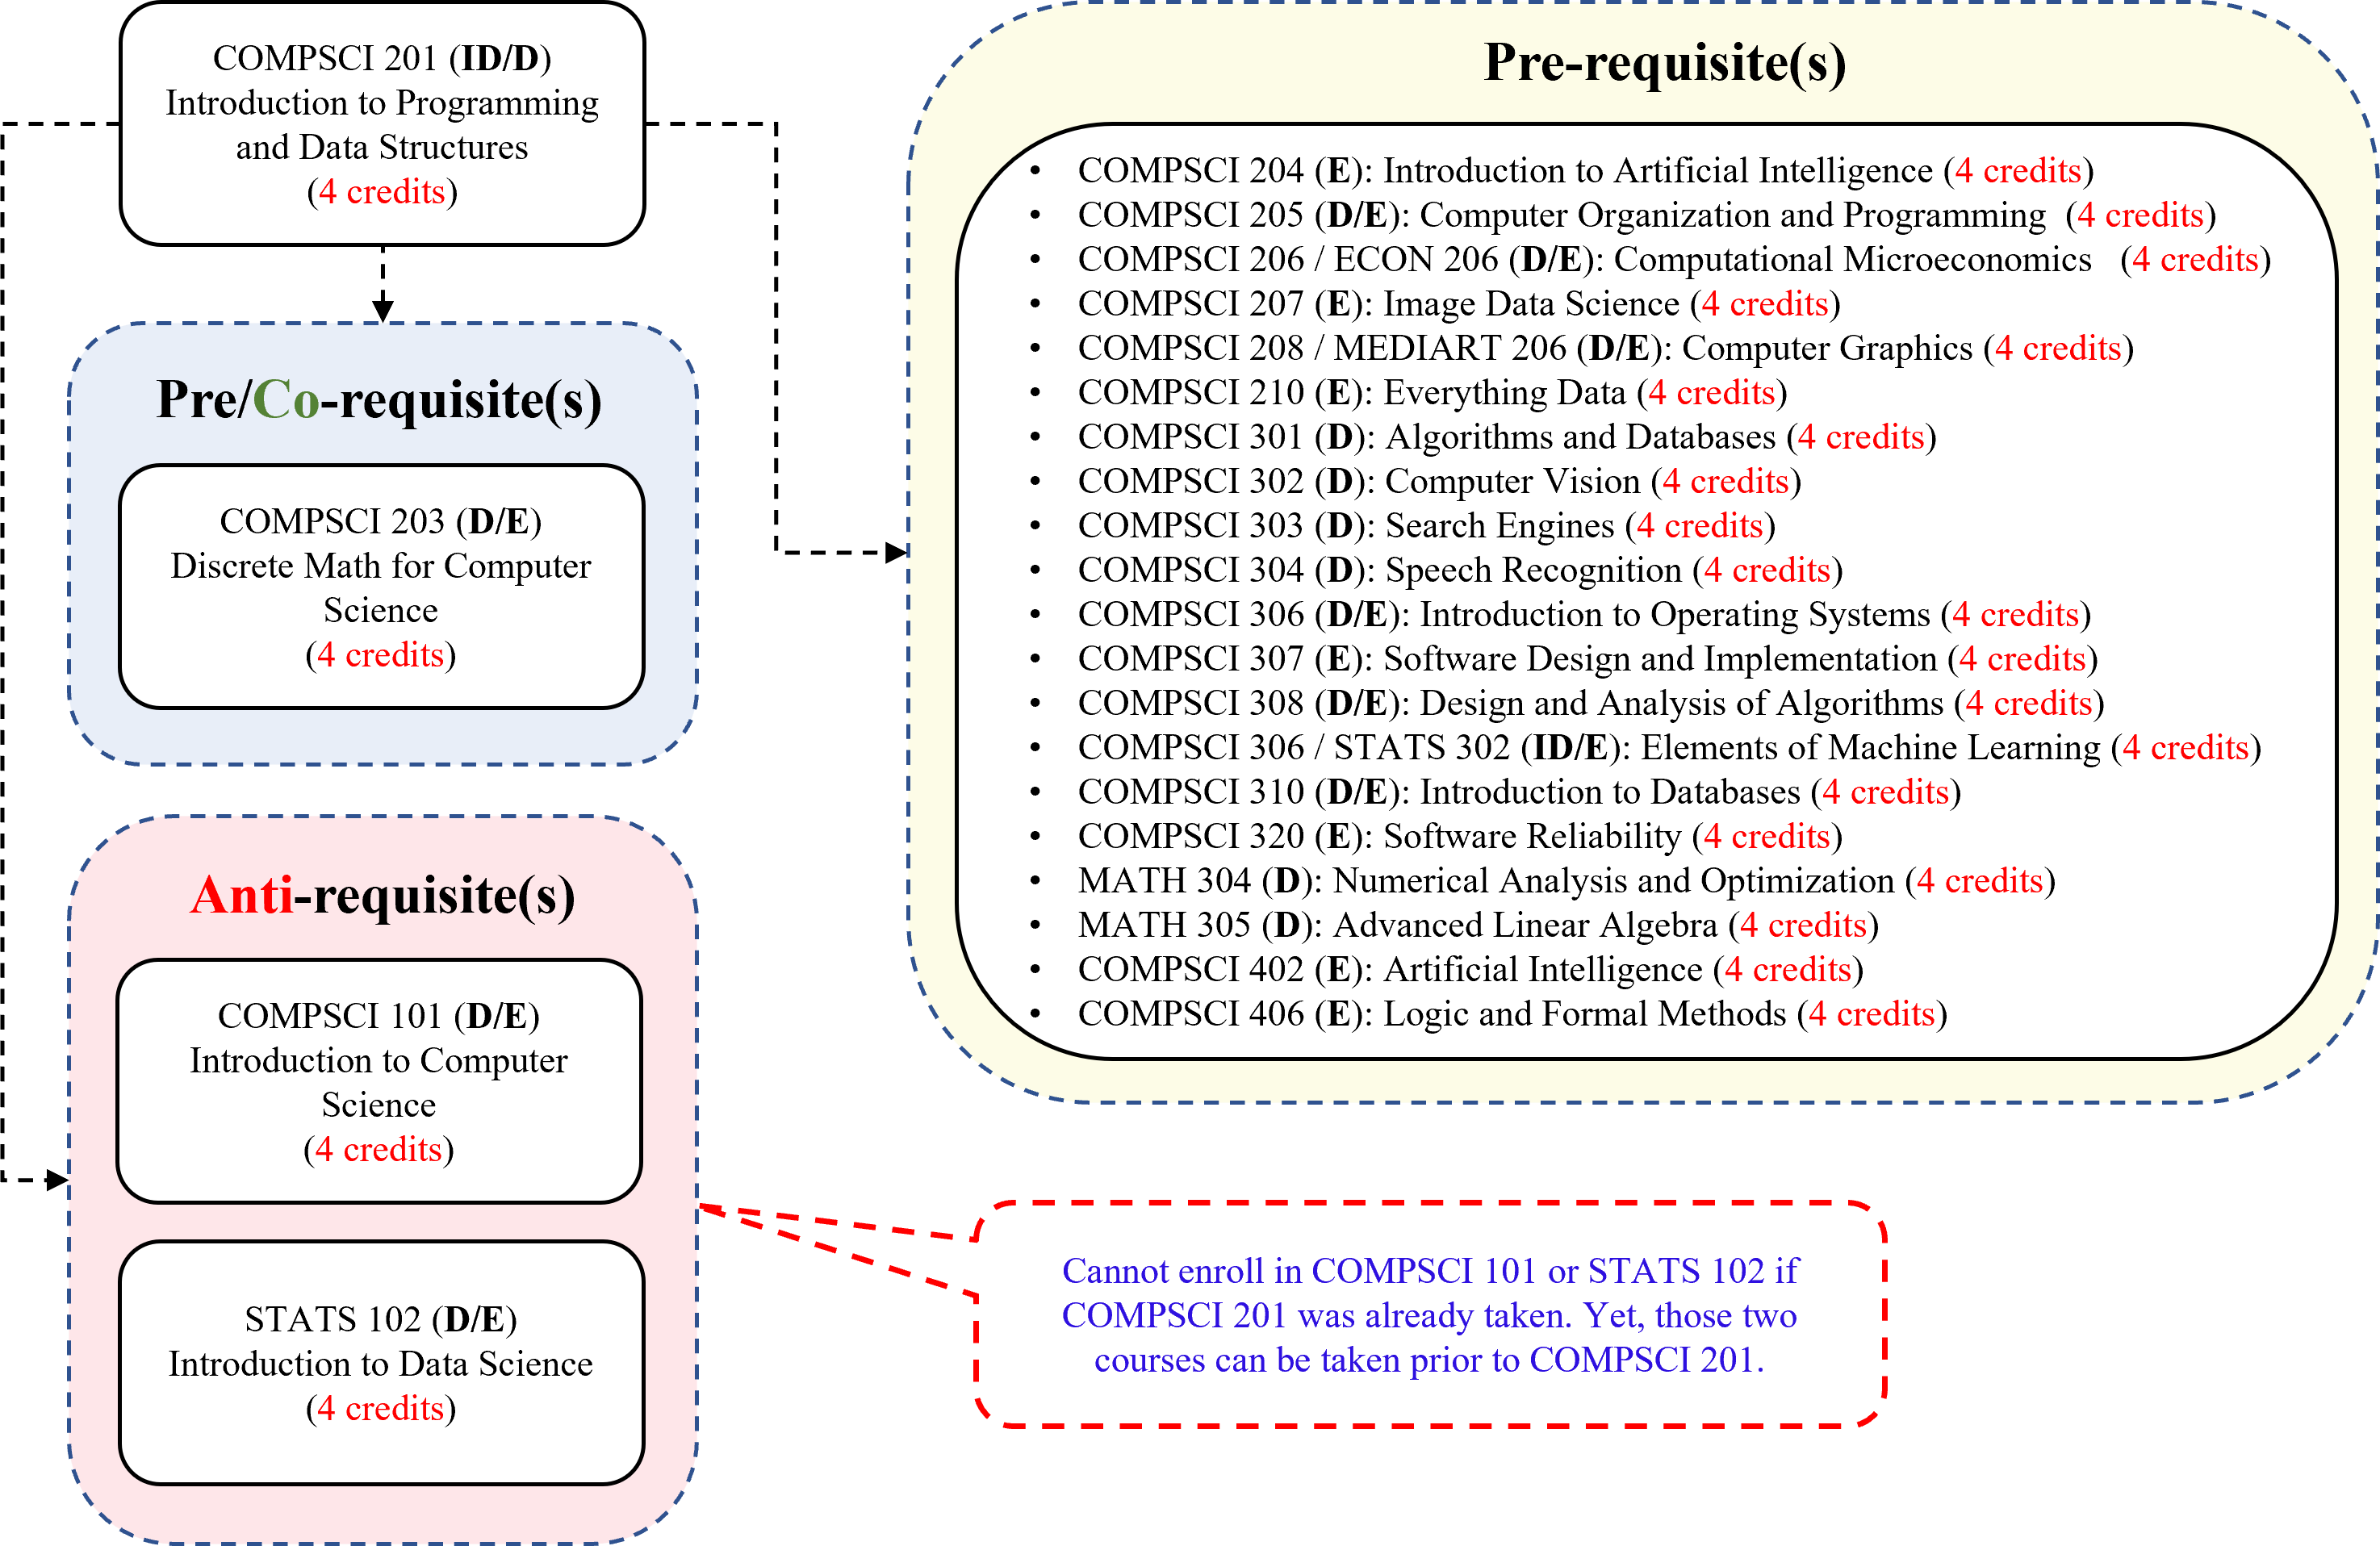 COMPSCI 201 (ID/D)
Introduction to Programming
and Data Structures
(4 credits)
Pre/Co-requisite(s)
COMPSCI 203 (D/E)
Discrete Math for Computer
Science
(4 credits)
Anti-requisite(s)
COMPSCI 101 (D/E)
Introduction to Computer
Science
(4 credits)
STATS 102 (D/E)
Introduction to Data Science
(4 credits)
Pre-requisite(s)
• COMPSCI 204 (E): Introduction to Artificial Intelligence (4 credits)
• COMPSCI 205 (D/E): Computer Organization and Programming (4 credits)
• COMPSCI 206 / ECON 206 (D/E): Computational Microeconomics (4 credits)
• COMPSCI 207 (E): Image Data Science (4 credits)
• COMPSCI 208 / MEDIART 206 (D/E): Computer Graphics (4 credits)
• COMPSCI 210 (E): Everything Data (4 credits)
• COMPSCI 301 (D): Algorithms and Databases (4 credits)
• COMPSCI 302 (D): Computer Vision (4 credits)
• COMPSCI 303 (D): Search Engines (4 credits)
• COMPSCI 304 (D): Speech Recognition (4 credits)
• COMPSCI 306 (D/E): Introduction to Operating Systems (4 credits)
• COMPSCI 307 (E): Software Design and Implementation (4 credits)
• COMPSCI 308 (D/E): Design and Analysis of Algorithms (4 credits)
• COMPSCI 306 / STATS 302 (ID/E): Elements of Machine Learning (4 credits)
• COMPSCI 310 (D/E): Introduction to Databases (4 credits)
• COMPSCI 320 (E): Software Reliability (4 credits)
• MATH 304 (D): Numerical Analysis and Optimization (4 credits)
• MATH 305 (D): Advanced Linear Algebra (4 credits)
• COMPSCI 402 (E): Artificial Intelligence (4 credits)
• COMPSCI 406 (E): Logic and Formal Methods (4 credits)
Cannot enroll in COMPSCI 101 or STATS 102 if
COMPSCI 201 was already taken. Yet, those two
courses can be taken prior to COMPSCI 201.